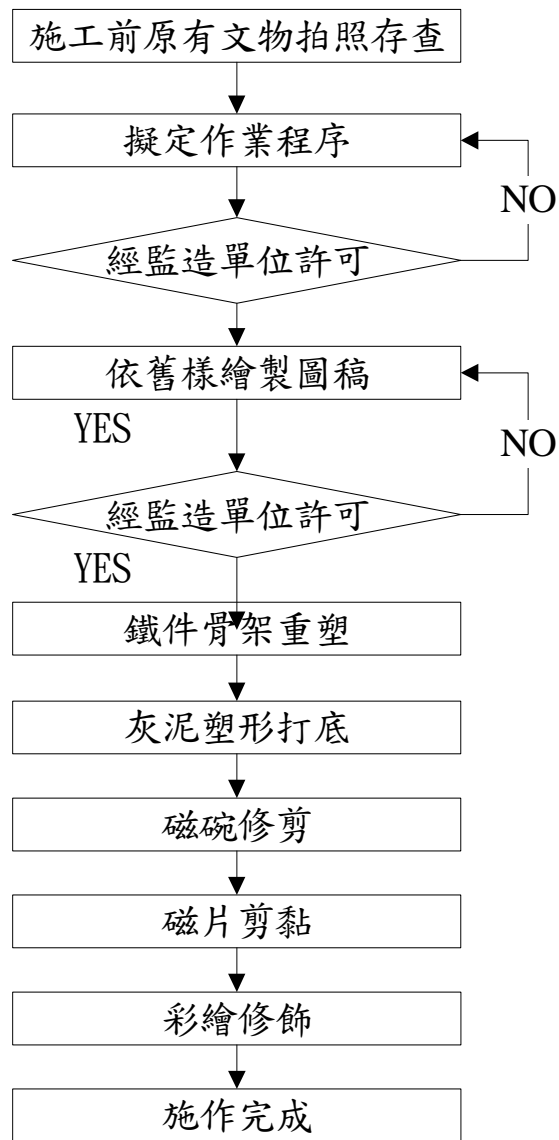 施工前原有文物拍照存查
擬定作業程序
NO
經監造單位許可
依舊樣繪製圖稿
YES
NO
經監造單位許可
YES
鐵件骨架重塑
灰泥塑形打底
磁碗修剪
磁片剪黏
彩繪修飾
施作完成